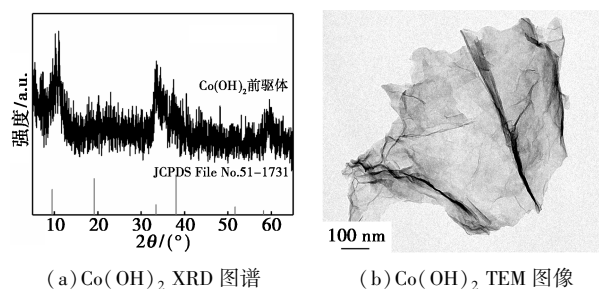 强度/a.u.
Co(OH)₂前驱体
JCPDS File No.51-1731
10 20 30 40 50 60
2θ/(°)
100 nm
(a)Co(OH)₂ XRD 图谱
(b)Co(OH)₂ TEM 图像